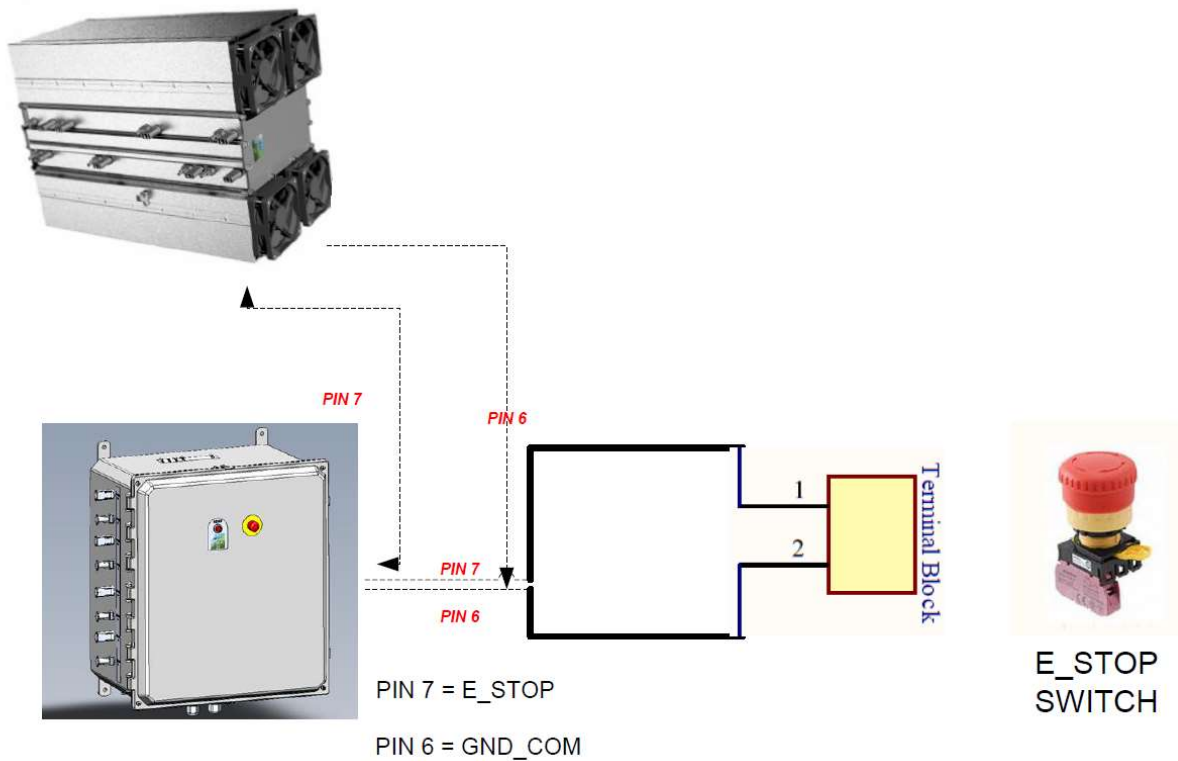 PIN 7
PIN 6
PIN 7
PIN 6
1
2
Terminal Block
PIN 7 = E_STOP
PIN 6 = GND_COM
E_STOP
SWITCH